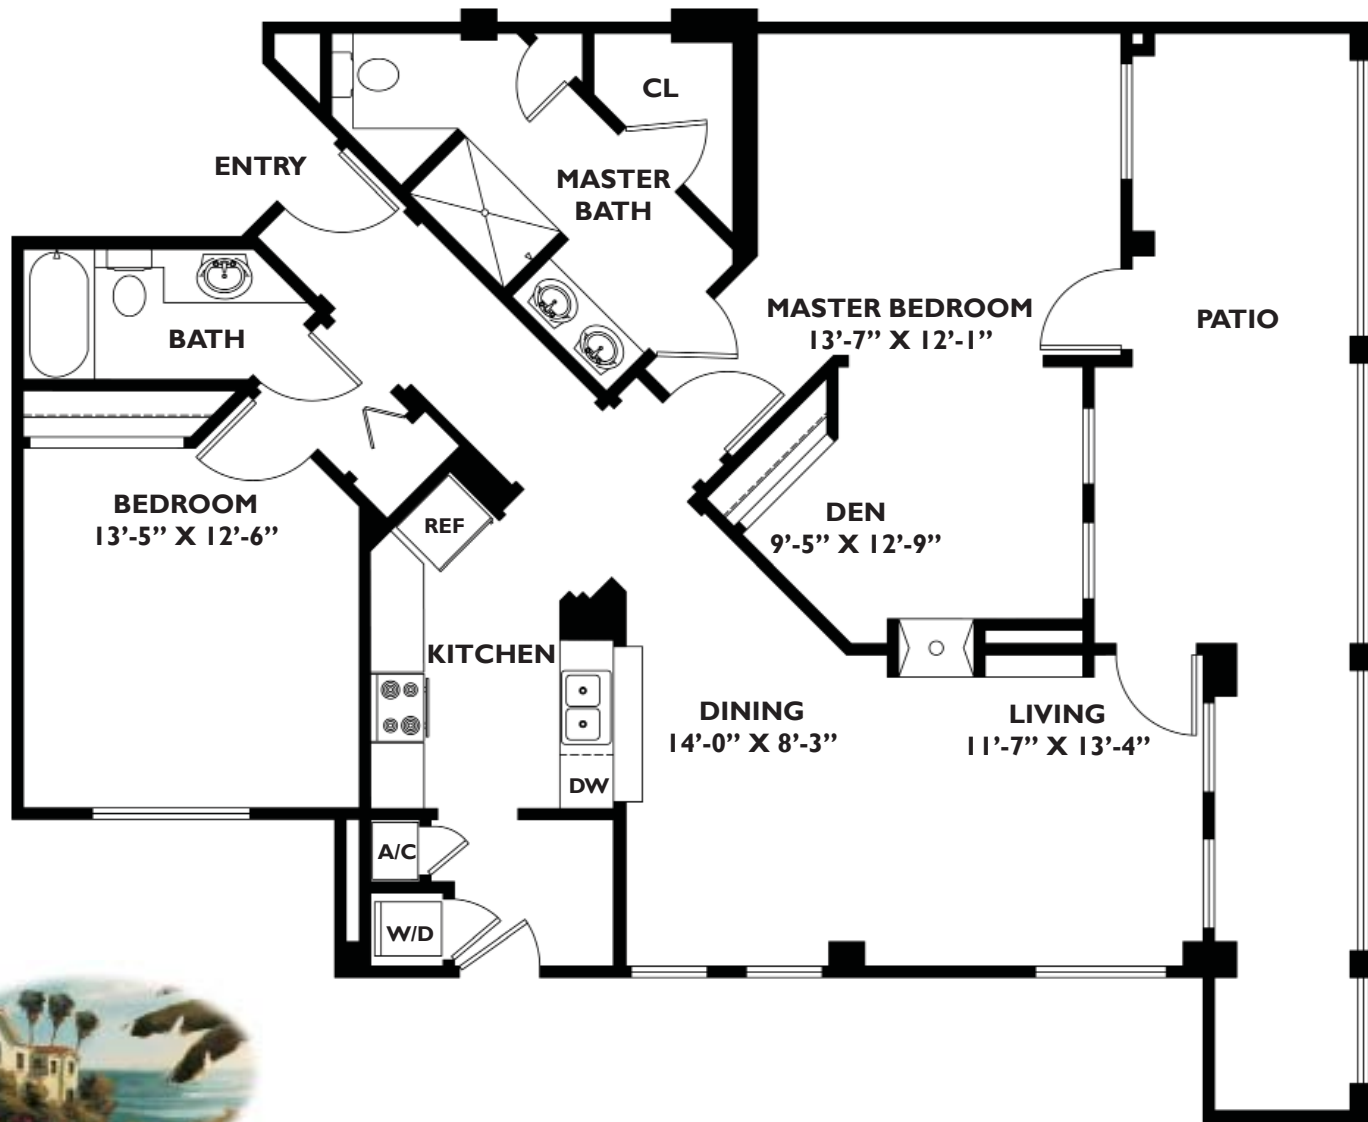 CL
ENTRY
MASTER
BATH
MASTER BEDROOM
13'-7” X 12'-1”
PATIO
BATH
BEDROOM
13'-5” X 12'-6”
REF
DEN
9'-5” X 12'-9”
KITCHEN
DINING
14'-0” X 8'-3”
LIVING
11'-7” X 13'-4”
DW
A/C
W/D